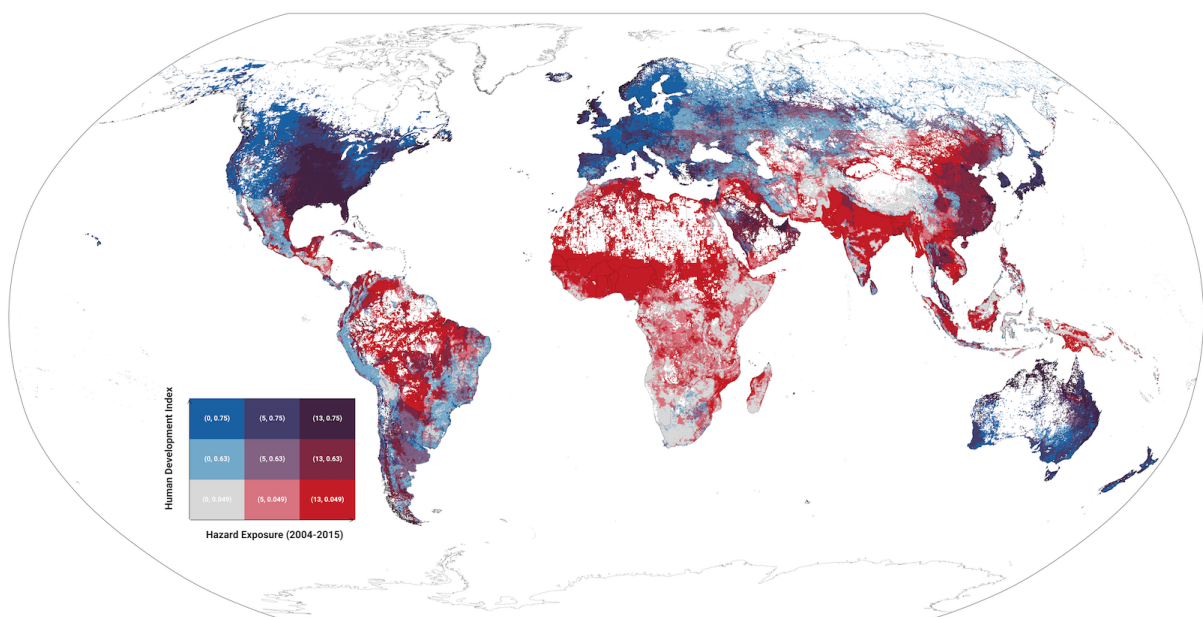 Human Development Index
(0, 0.75) (5, 0.75) (13, 0.75)
(0, 0.63) (5, 0.63) (13, 0.63)
(0, 0.049) (5, 0.049) (13, 0.049)
Hazard Exposure (2004-2015)